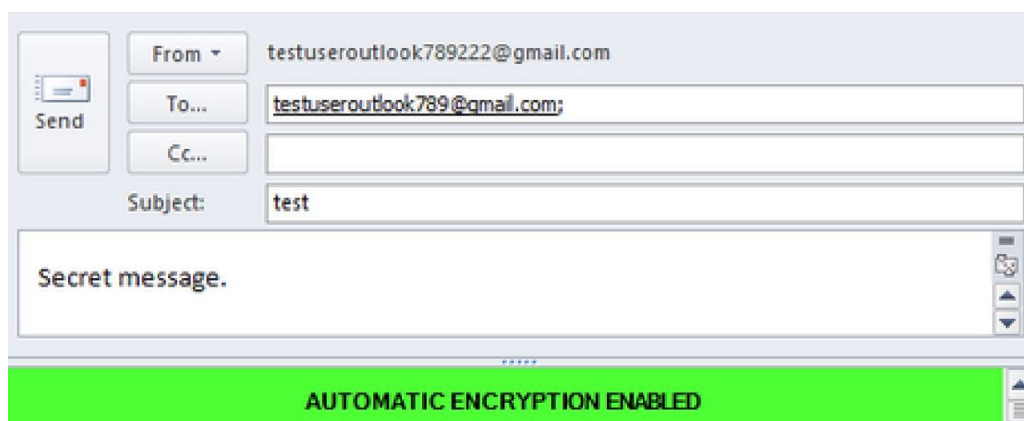 From
testuseroutlook789222@gmail.com
To...
testuseroutlook789@gmail.com;
Send
Cc...
Subject:
test
Secret message.
AUTOMATIC ENCRYPTION ENABLED